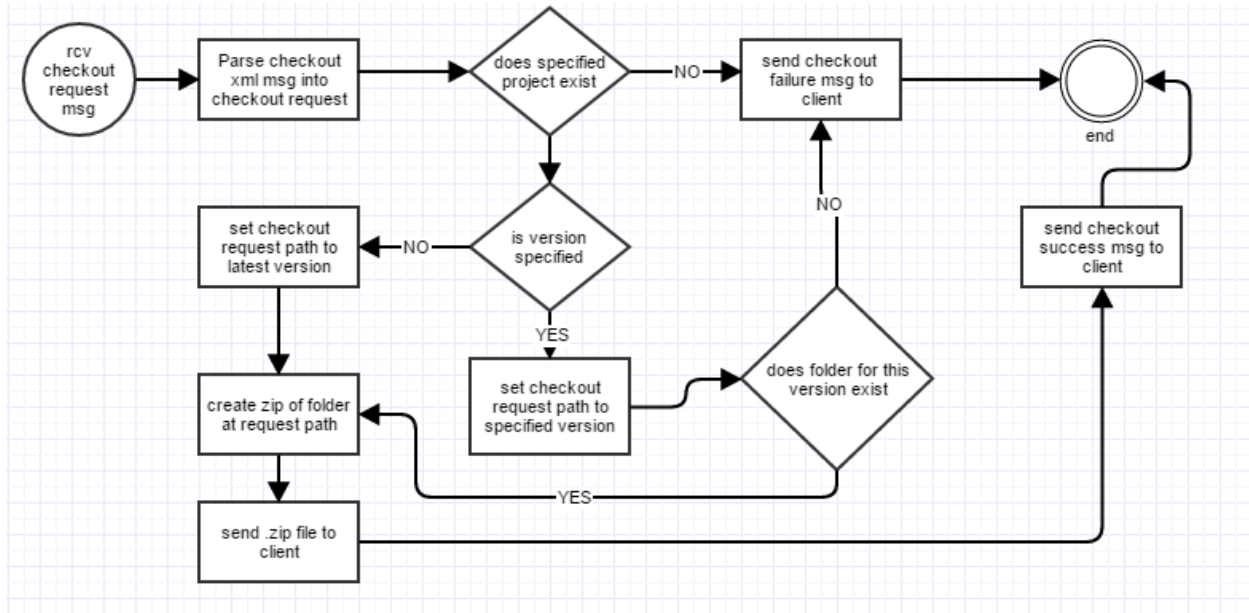 rcv
checkout
request
msg
Parse checkout
xml msg into
checkout request
does specified
project exist
NO
send checkout
failure msg to
client
end
set checkout
request path to
latest version
NO
is version
specified
NO
send checkout
success msg to
client
YES
create zip of folder
at request path
set checkout
request path to
specified version
does folder for this
version exist
YES
send .zip file to
client